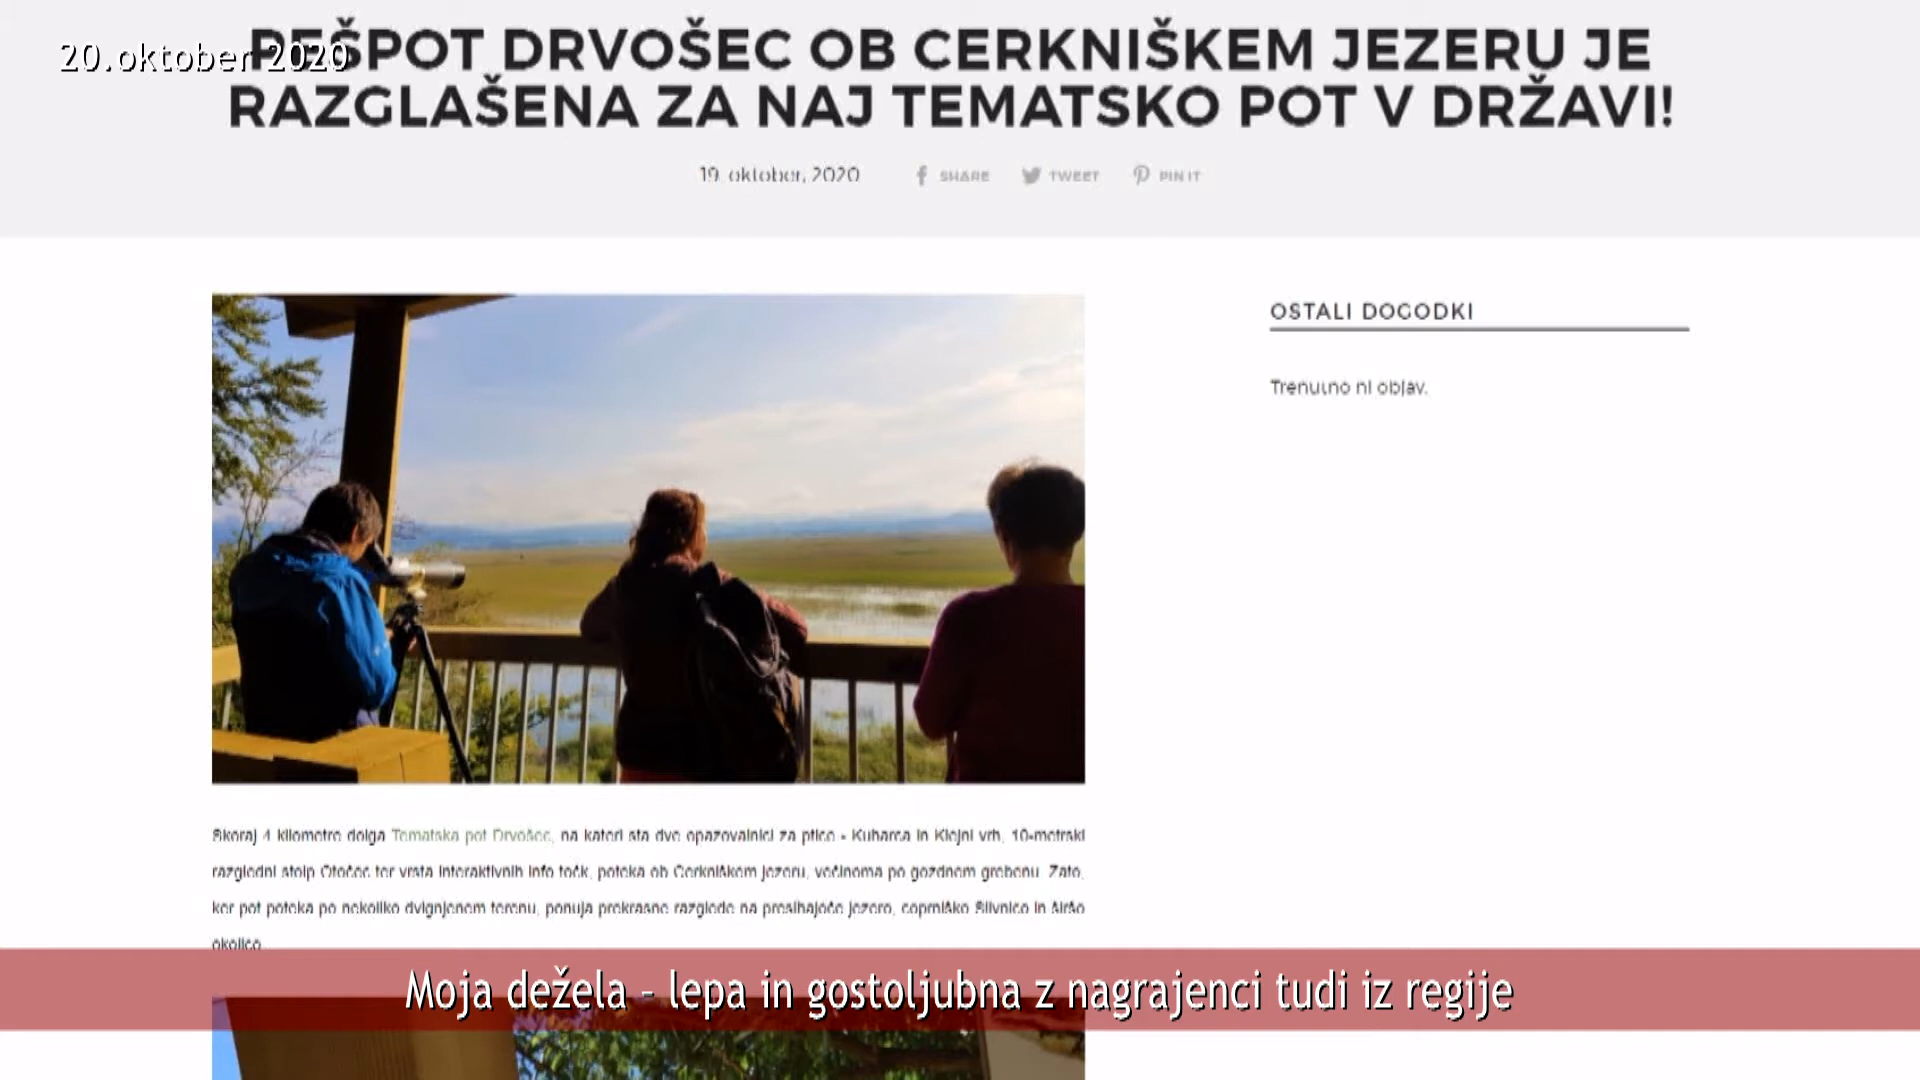 20.oktober 2020
PEŠPOT DRVOŠEC OB CERKNIŠKEM JEZERU JE
RAZGLAŠENA ZA NAJ TEMATSKO POT V DRŽAVI!
19. oktober, 2020 SHARE TWEET PIN IT
OSTALI DOGODKI
Trenutno ni objav.
Skoraj 4 kilometre dolga Tematska pot Drvošec, na kateri sta dve opazovalnici za ptice - Kuharca in Klejni vrh, 10-metrski
razgledni stolp Otočec ter vrsta interaktivnih info točk, poteka ob Cerkniškem jezeru, večinoma po gozdnem grebenu. Zato,
ker pot poteka po nekoliko dvignjenem terenu, ponuja prekrasne razglede na presihajoče jezero, coprniško Slivnico in širšo
okolico.
Moja dežela - lepa in gostoljubna z nagrajenci tudi iz regije